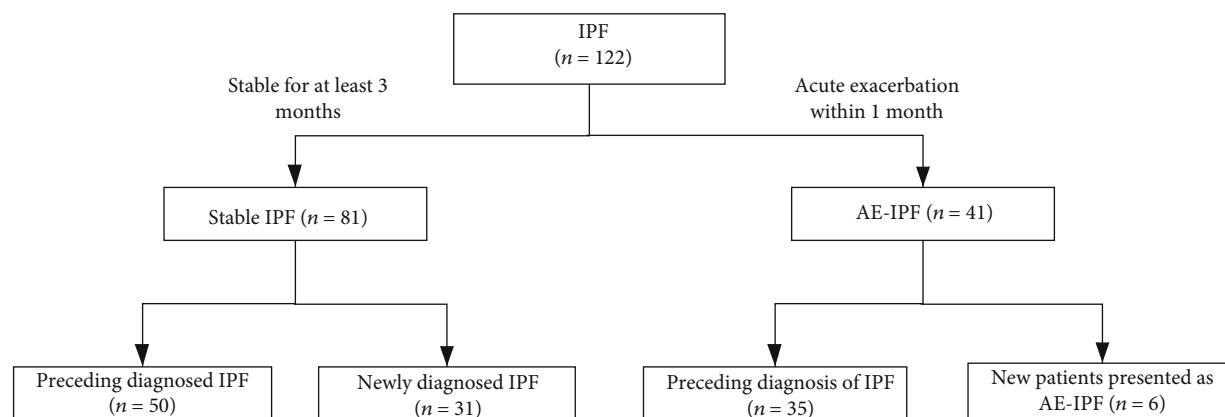 IPF
(n = 122)
Stable for at least 3
months
Acute exacerbation
within 1 month
Stable IPF (n = 81)
AE-IPF (n = 41)
Preceding diagnosed IPF
(n = 50)
Newly diagnosed IPF
(n = 31)
Preceding diagnosis of IPF
(n = 35)
New patients presented as
AE-IPF (n = 6)